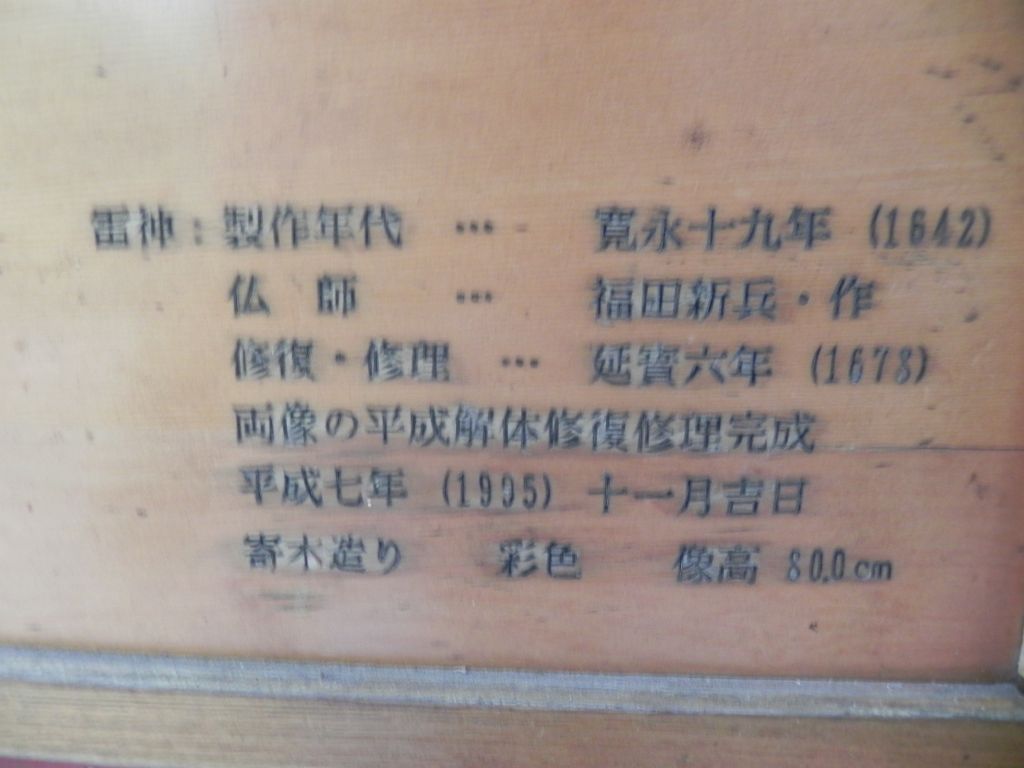 雷神：製作年代　…-　寛永十九年 (1642)
仏　師　…　福田新兵・作
修復・修理　…　延寶六年 (1678)
両像の平成解体修復修理完成
平成七年 (1995) 十一月吉日
寄木造り　彩色　像高 80.0cm